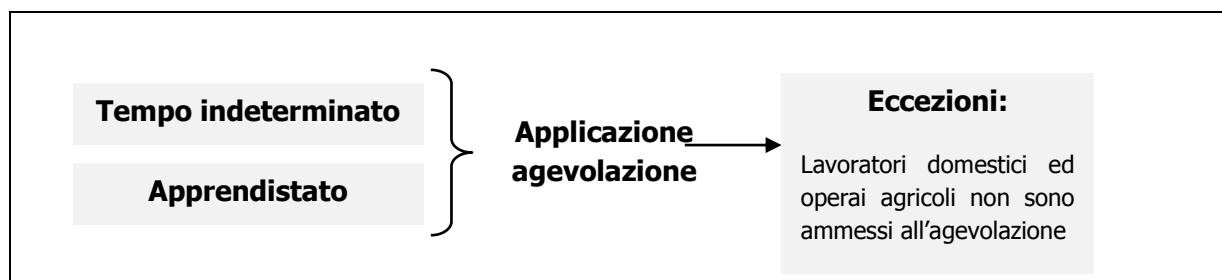 Tempo indeterminato
Apprendistato
Applicazione
agevolazione
Eccezioni:
Lavoratori domestici ed
operai agricoli non sono
ammessi all’agevolazione